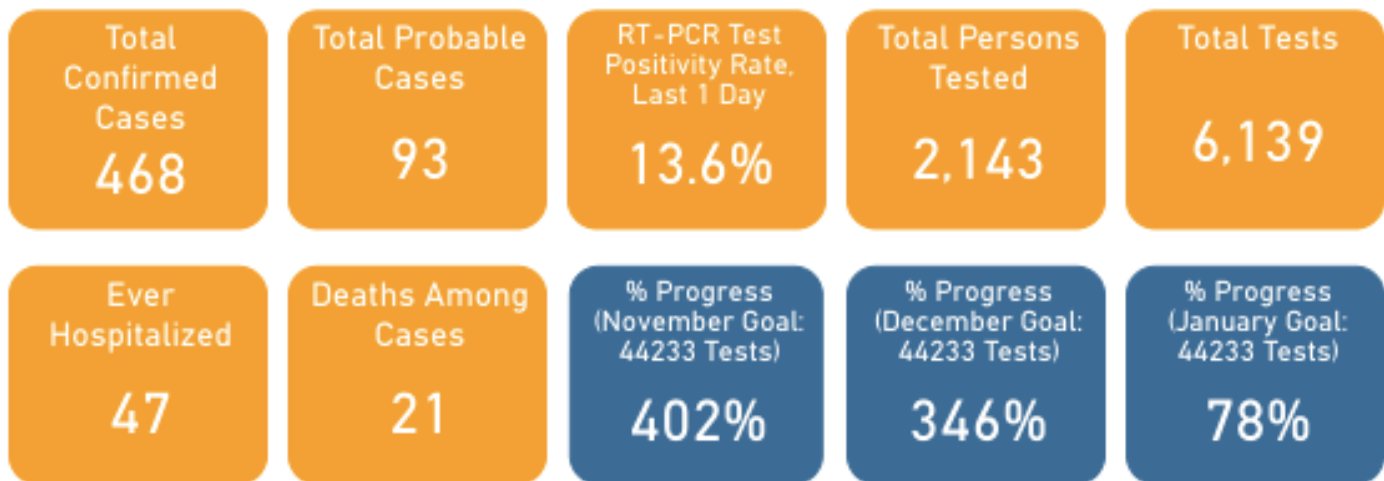 Total
Confirmed
Cases
468
Total Probable
Cases
93
RT-PCR Test
Positivity Rate,
Last 1 Day
13.6%
Total Persons
Tested
2,143
Total Tests
6,139
Ever
Hospitalized
47
Deaths Among
Cases
21
% Progress
(November Goal:
44233 Tests)
402%
% Progress
(December Goal:
44233 Tests)
346%
% Progress
(January Goal:
44233 Tests)
78%